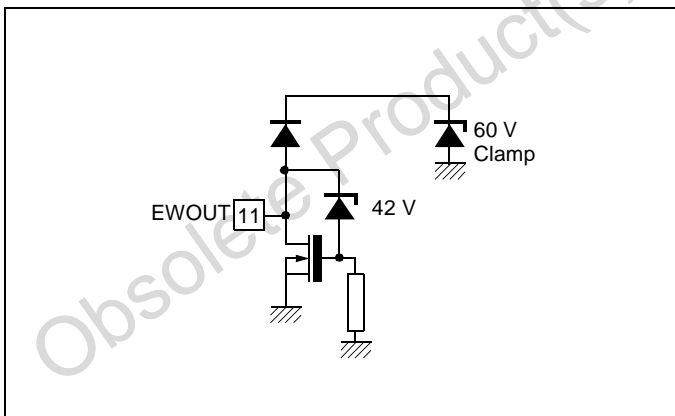 60 V
Clamp
EWOUT 11
42 V
Obsolete Product(s)